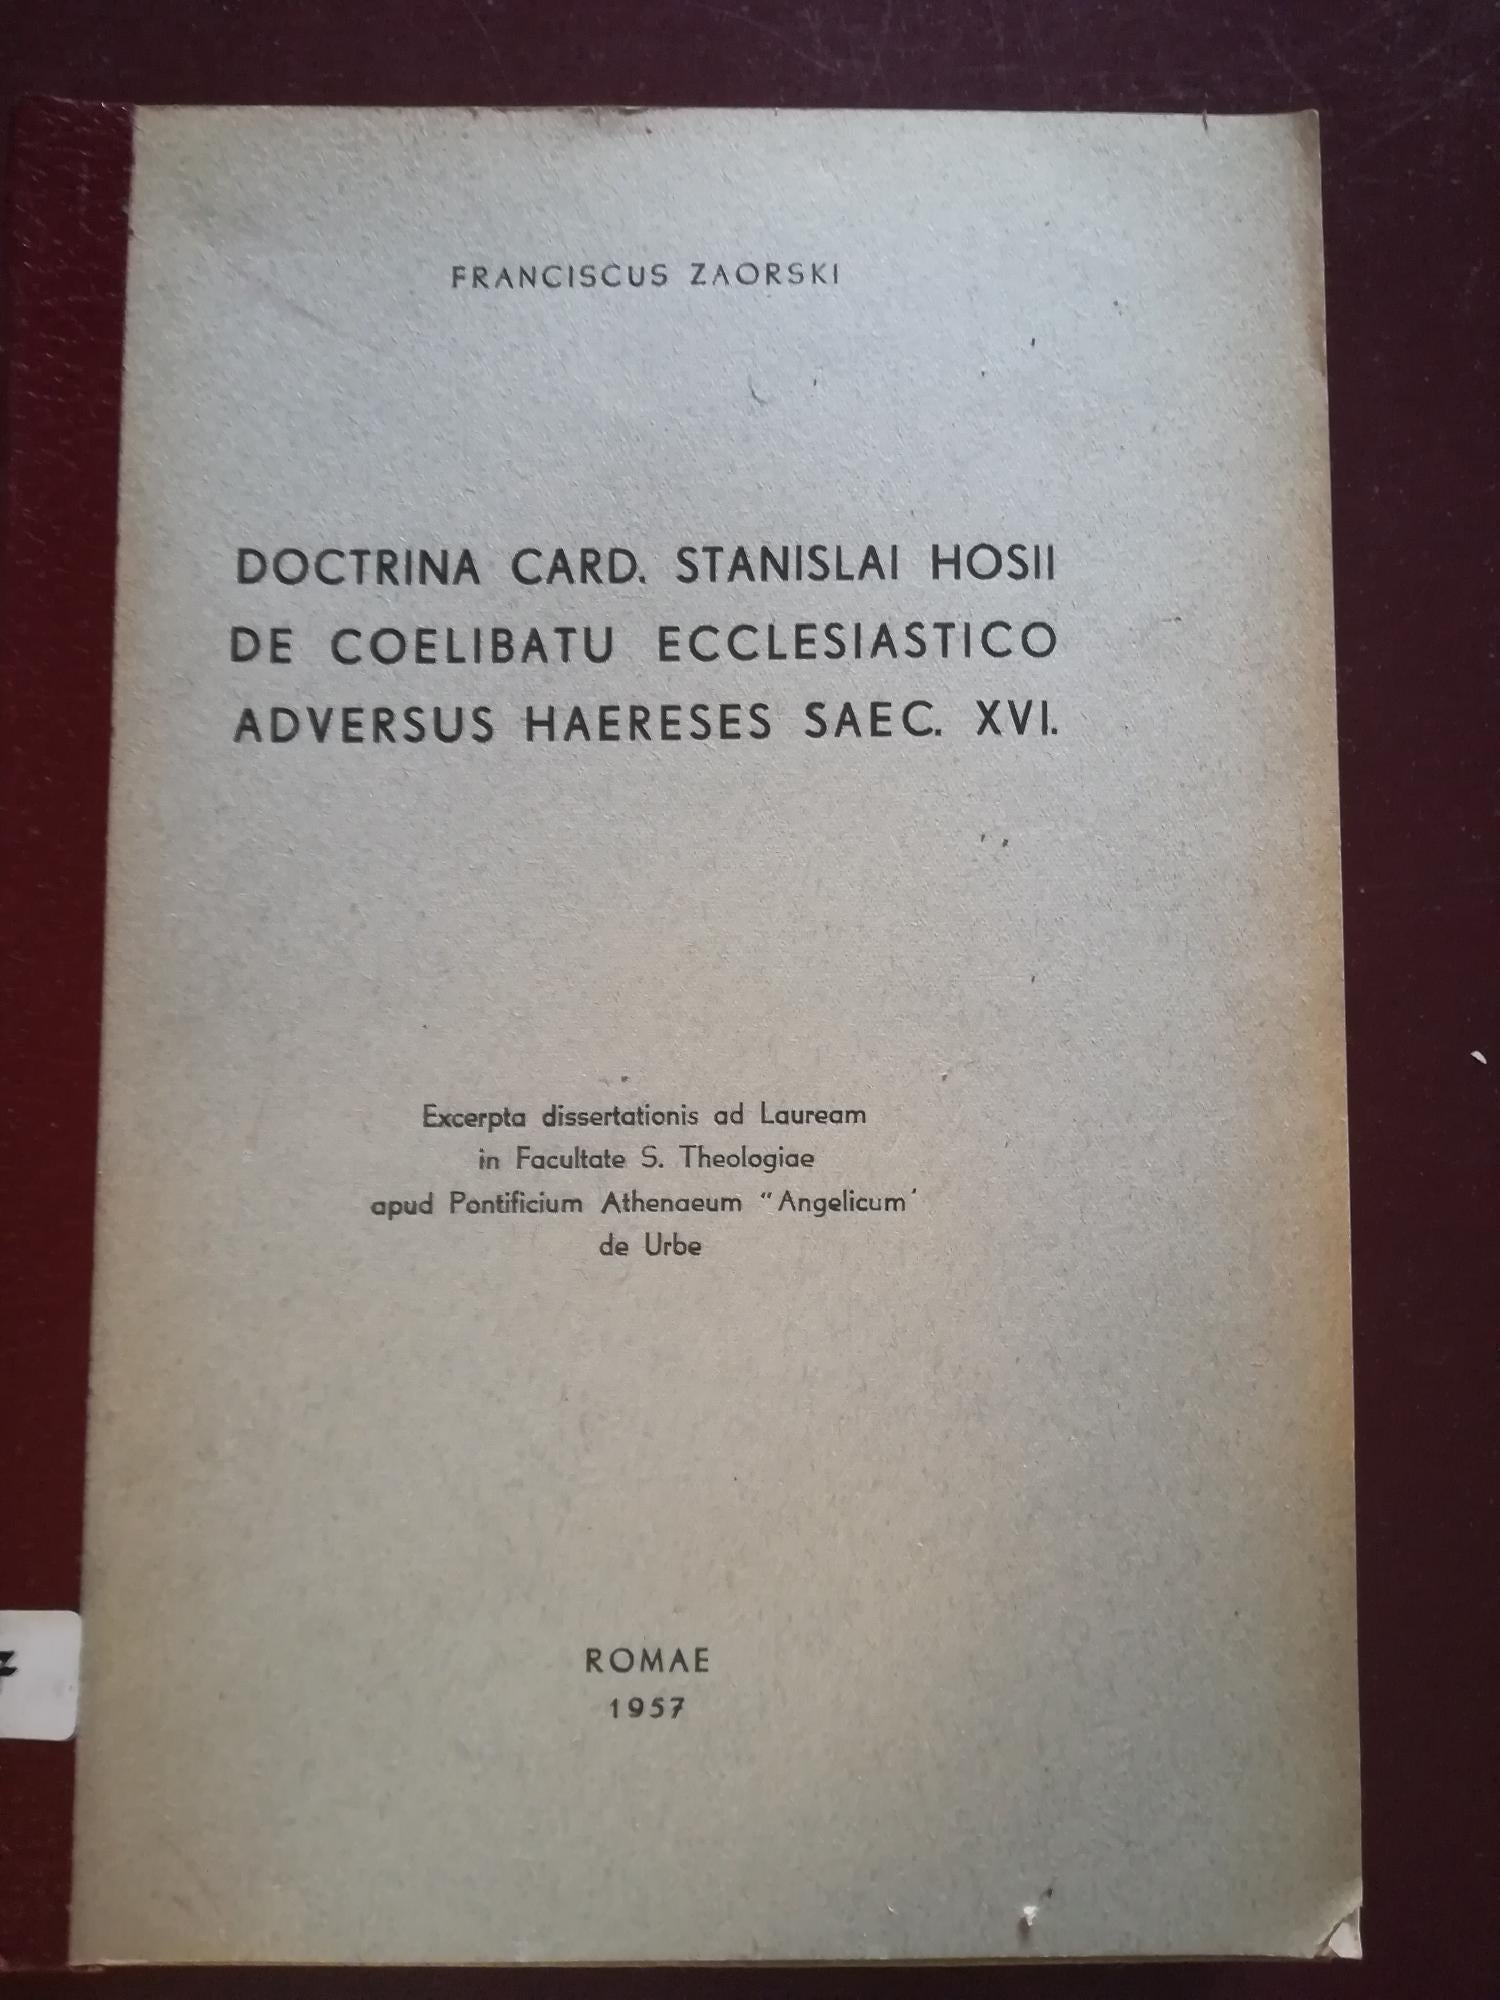 FRANCISCUS ZAORSKI
DOCTRINA CARD. STANISLAI HOSII
DE COELIBATU ECCLESIASTICO
ADVERSUS HAERESES SAEC. XVI.
Excerpta dissertationis ad Lauream
in Facultate S. Theologiae
apud Pontificium Athenaeum "Angelicum'
de Urbe
ROMAE
1957